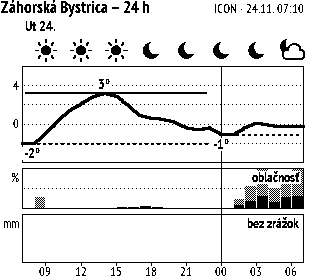 Záhorská Bystrica – 24 h ICON · 24.11. 07:10
Ut 24.
3°
4
0
-2°
-1°
%
oblačnosť
mm
bez zrážok
09 12 15 18 21 00 03 06